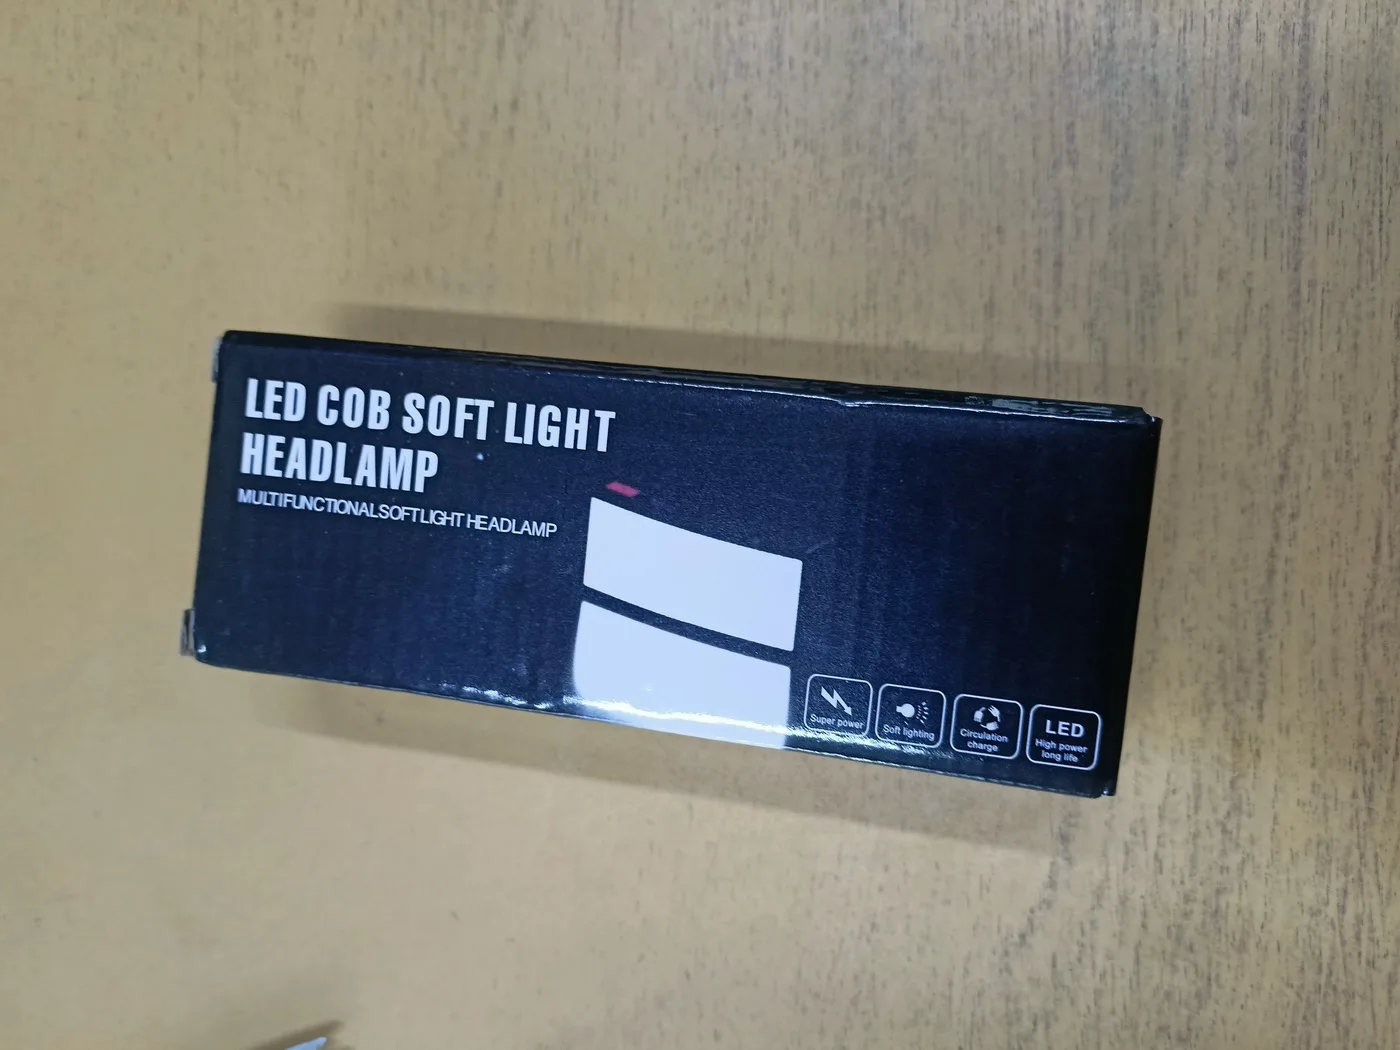 LED COB SOFT LIGHT
HEADLAMP
MULTIFUNCTIONALSOFTLIGHT HEADLAMP
Super power
Soft lighting
Circulation
charge
LED
High power
long life